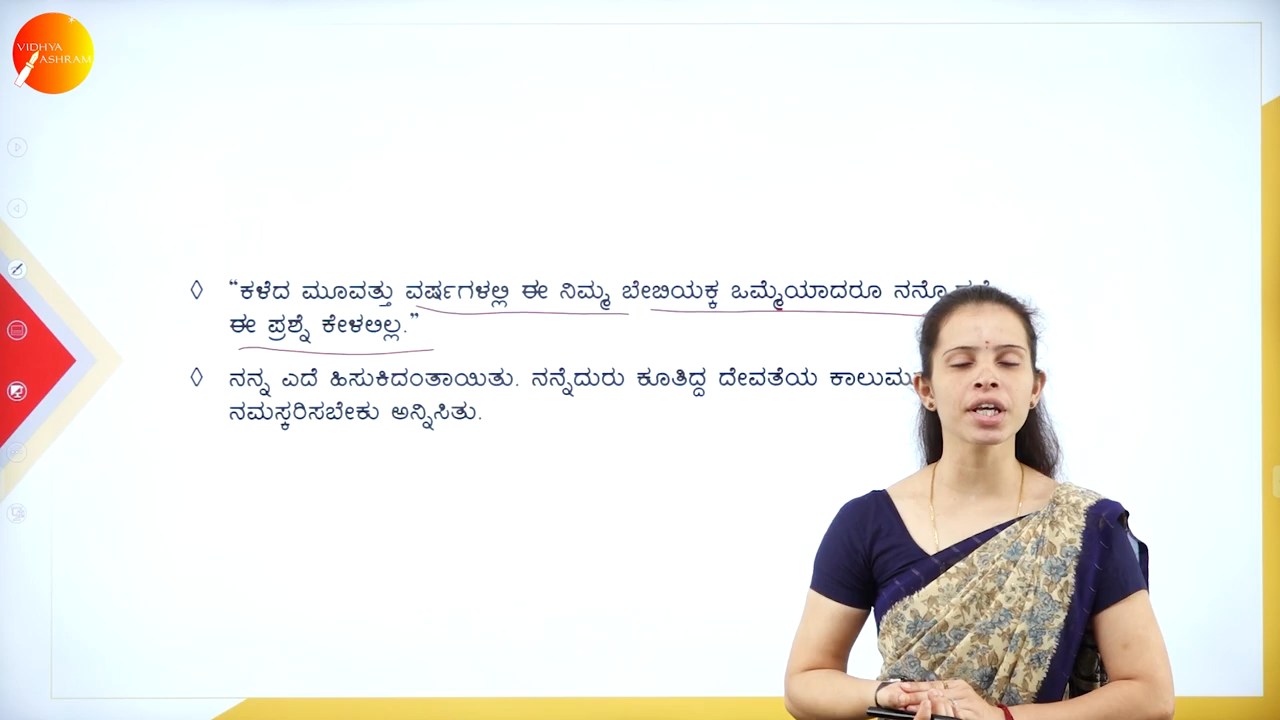 VIDHYA
ASHRAM
◊ “ಕಳೆದ ಮೂವತ್ತು ವರ್ಷಗಳಲ್ಲಿ ಈ ನಿಮ್ಮ ಬೇಬಿಯಕ್ಕ ಒಮ್ಮೆಯಾದರೂ
ಈ ಪ್ರಶ್ನೆ ಕೇಳಲಿಲ್ಲ.”
◊ ನನ್ನ ಎದೆ ಹಿಸುಕಿದಂತಾಯಿತು. ನನ್ನೆದುರು ಕೂತಿದ್ದ ದೇವತೆಯ
ನಮಸ್ಕರಿಸಬೇಕು ಅನ್ನಿಸಿತು.